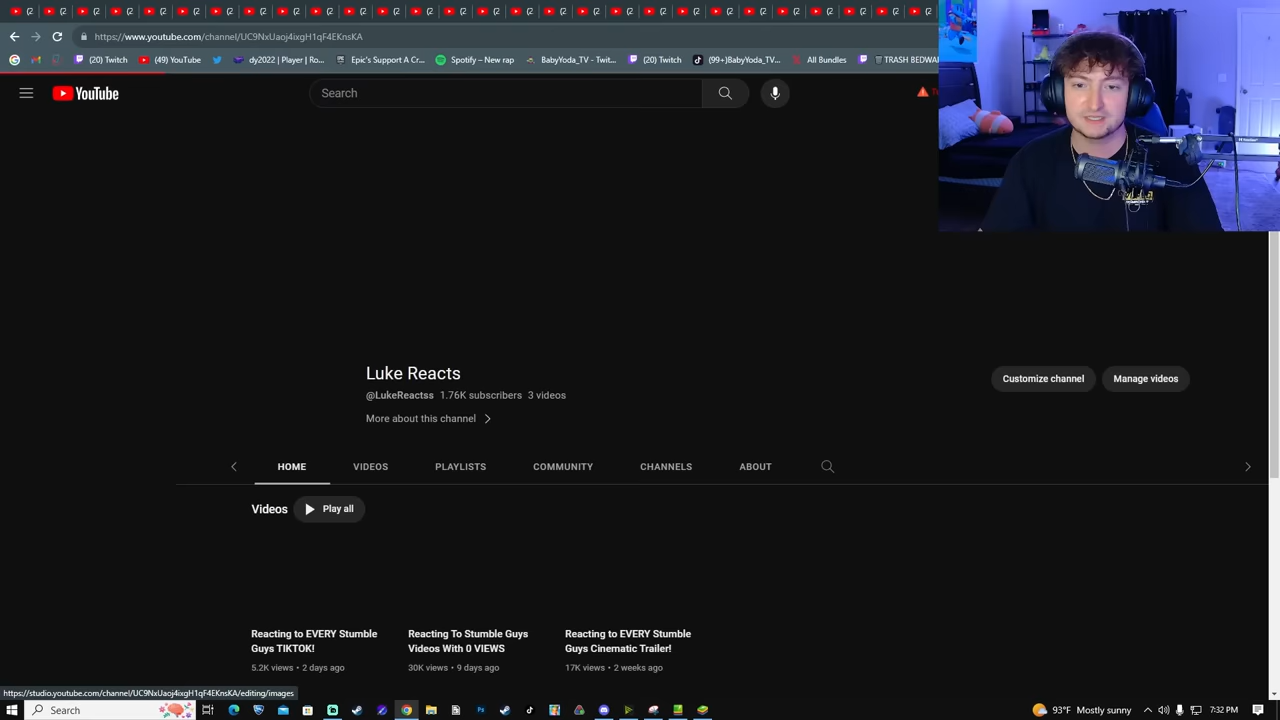 https://www.youtube.com/channel/UC9NxUaoj4ixgH1qF4EKnsKA
(20) Twitch
(49) YouTube
dy2022 | Player | Ro...
Epic's Support A Cr...
Spotify – New rap
BabyYoda_TV - Twit...
(20) Twitch
(99+)BabyYoda_TV...
All Bundles
TRASH BEDWA
YouTube
Search
Luke Reacts
@LukeReactss 1.76K subscribers 3 videos
More about this channel
Customize channel
Manage videos
HOME
VIDEOS
PLAYLISTS
COMMUNITY
CHANNELS
ABOUT
Videos
Play all
Reacting to EVERY Stumble
Guys TIKTOK!
5.2K views • 2 days ago
Reacting To Stumble Guys
Videos With 0 VIEWS
30K views • 9 days ago
Reacting to EVERY Stumble
Guys Cinematic Trailer!
17K views • 2 weeks ago
https://studio.youtube.com/channel/UC9NxUaoj4ixgH1qF4EKnsKA/editing/images
Search
93°F Mostly sunny
7:32 PM